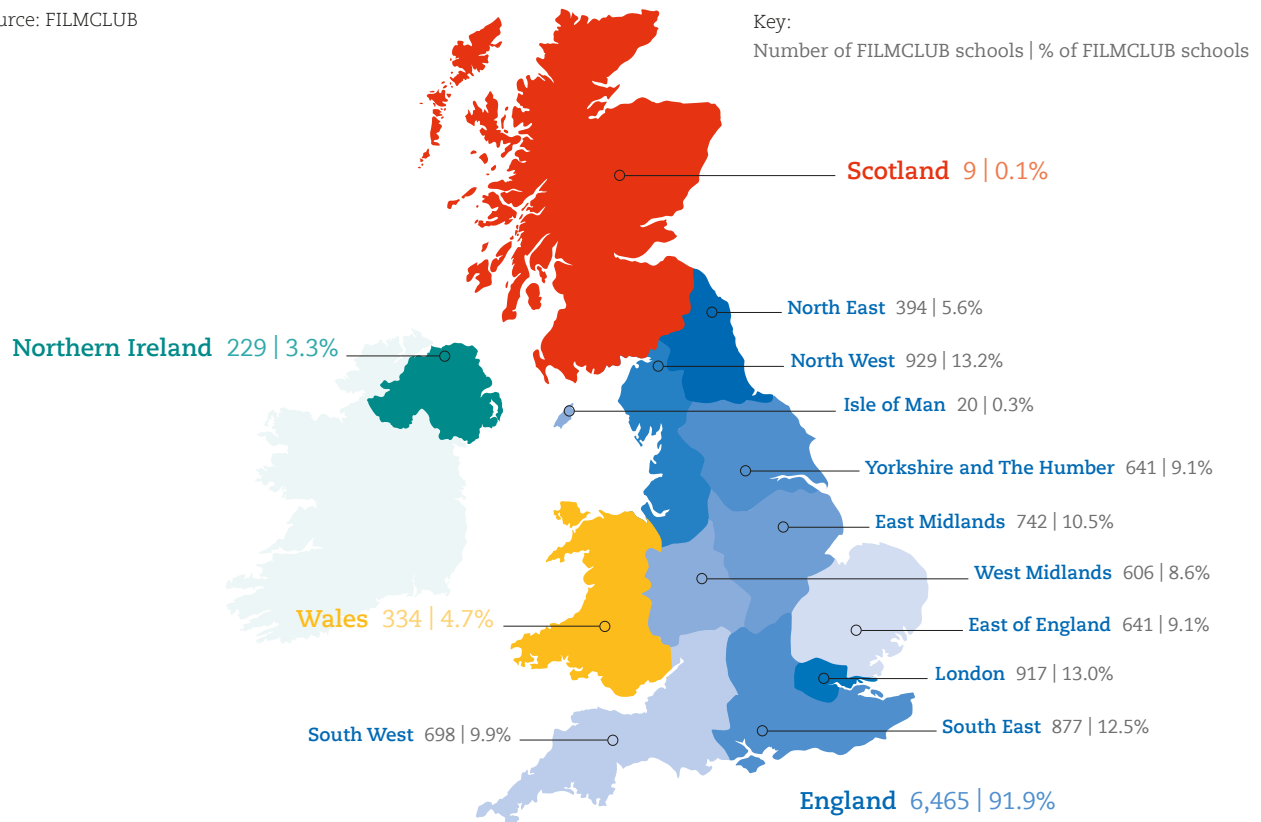 FILMCLUB
Key:
Number of FILMCLUB schools | % of FILMCLUB schools
Scotland 9 | 0.1%
North East 394 | 5.6%
Northern Ireland 229 | 3.3%
North West 929 | 13.2%
Isle of Man 20 | 0.3%
Yorkshire and The Humber 641 | 9.1%
East Midlands 742 | 10.5%
West Midlands 606 | 8.6%
Wales 334 | 4.7%
East of England 641 | 9.1%
London 917 | 13.0%
South East 877 | 12.5%
South West 698 | 9.9%
England 6,465 | 91.9%